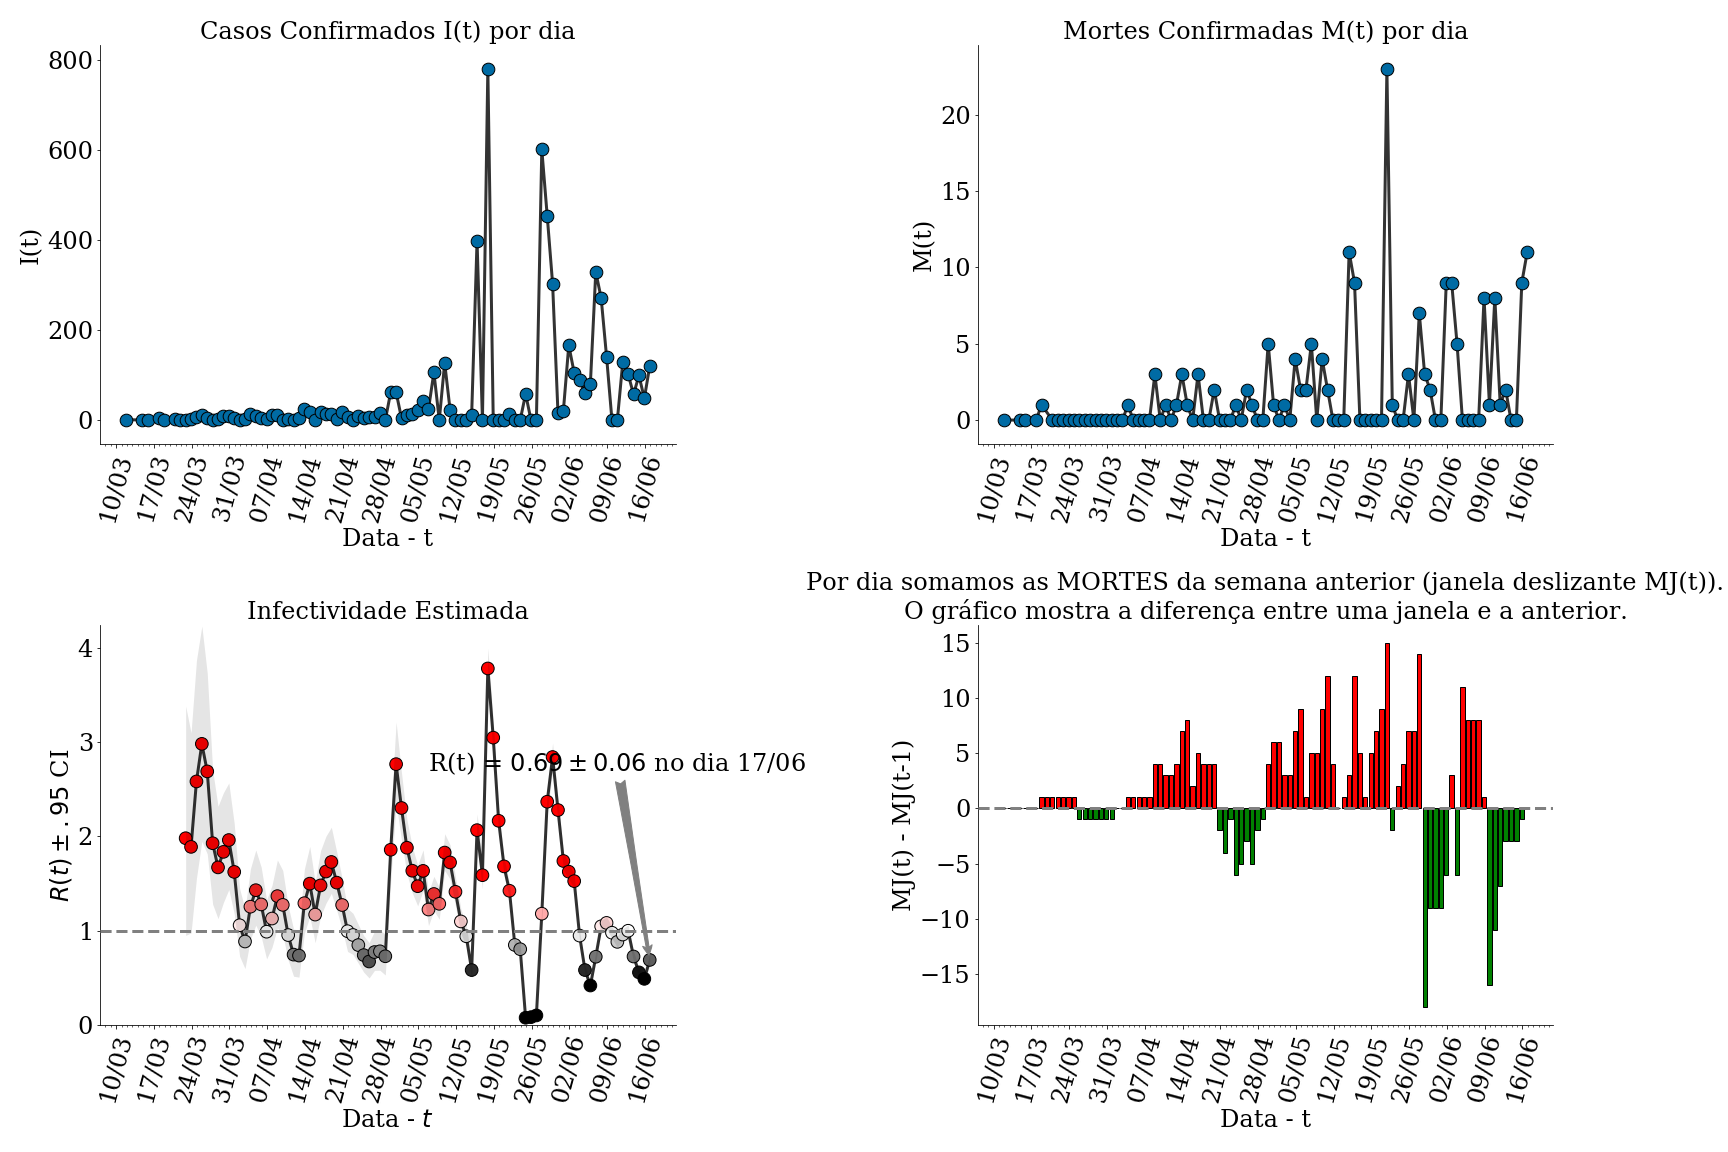 Casos Confirmados I(t) por dia
800
600
400
200
0
I(t)
10/03 17/03 24/03 31/03 07/04 14/04 21/04 28/04 05/05 12/05 19/05 26/05 02/06 09/06 16/06
Data - t
Mortes Confirmadas M(t) por dia
20
15
10
5
0
M(t)
10/03 17/03 24/03 31/03 07/04 14/04 21/04 28/04 05/05 12/05 19/05 26/05 02/06 09/06 16/06
Data - t
Infectividade Estimada
4
3
2
1
0
R(t) ± .95 CI
R(t) = 0.69 ± 0.06 no dia 17/06
10/03 17/03 24/03 31/03 07/04 14/04 21/04 28/04 05/05 12/05 19/05 26/05 02/06 09/06 16/06
Data - t
Por dia somamos as MORTES da semana anterior (janela deslizante MJ(t)).
O gráfico mostra a diferença entre uma janela e a anterior.
15
10
5
0
−5
−10
−15
MJ(t) - MJ(t-1)
10/03 17/03 24/03 31/03 07/04 14/04 21/04 28/04 05/05 12/05 19/05 26/05 02/06 09/06 16/06
Data - t